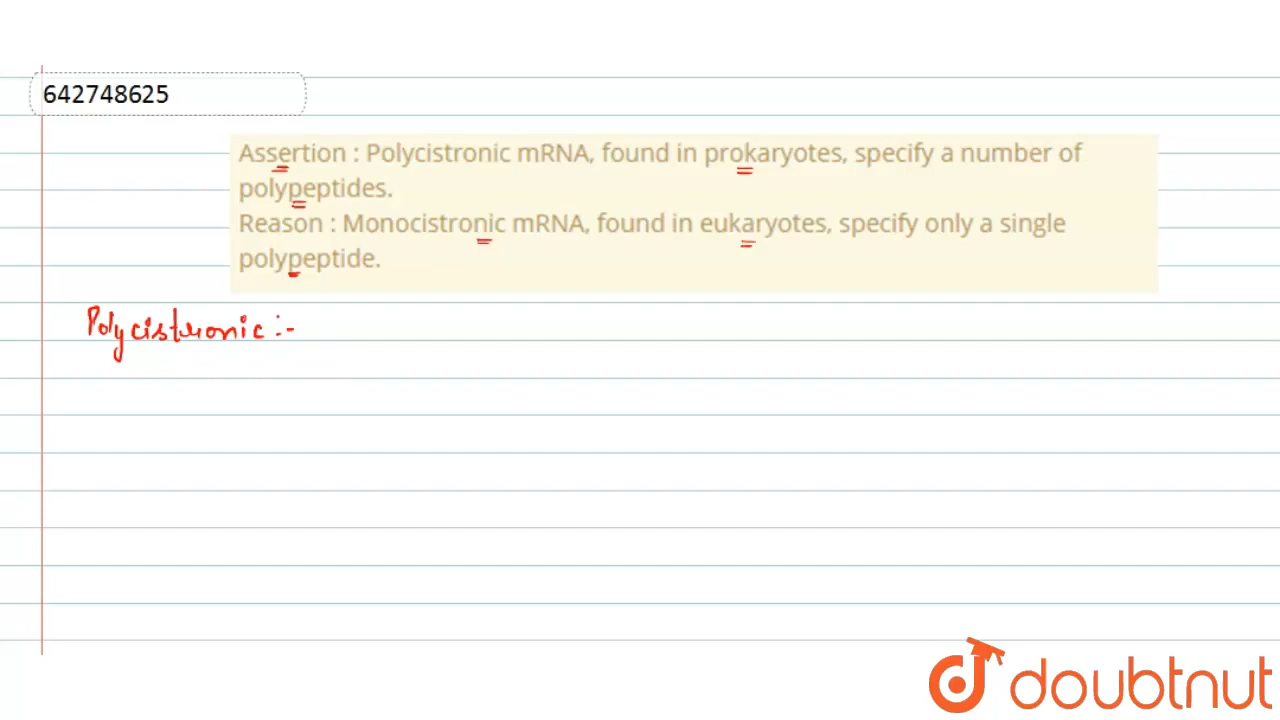 642748625
Assertion : Polycistronic mRNA, found in prokaryotes, specify a number of
polypeptides.
Reason : Monocistronic mRNA, found in eukaryotes, specify only a single
polypeptide.
Polycistronic :-
doubtnut